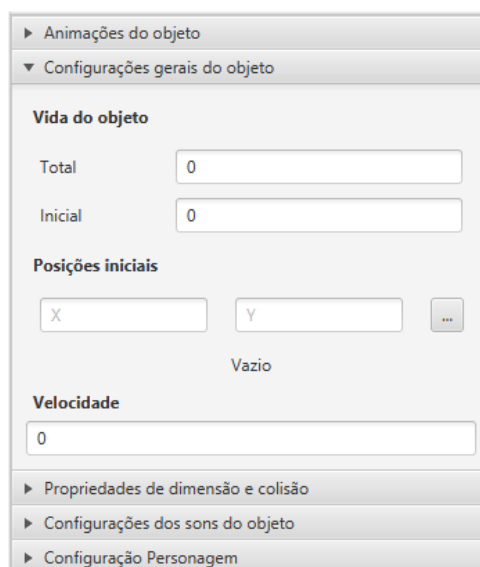 Animações do objeto
Configurações gerais do objeto
Vida do objeto
Total 0
Inicial 0
Posições iniciais
X Y ...
Vazio
Velocidade
0
Propriedades de dimensão e colisão
Configurações dos sons do objeto
Configuração Personagem